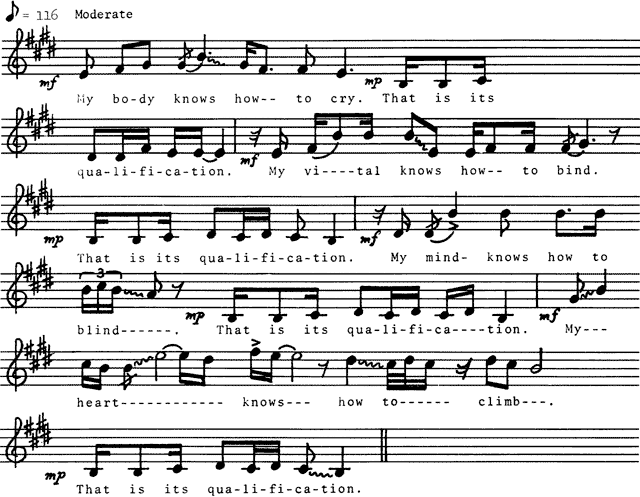 = 116 Moderate
mf mp
My bo-dy knows how-- to cry. That is its
mf
qua-li-fi-ca-tion. My vi----tal knows how-- to bind.
mp mf
That is its qua-li-fi-ca-tion. My mind- knows how to
3
mp mf
blind------. That is its qua-li-fi-ca----tion. My---
heart----------- knows--- how to------ climb---.
mp
That is its qua-li-fi-ca-tion.